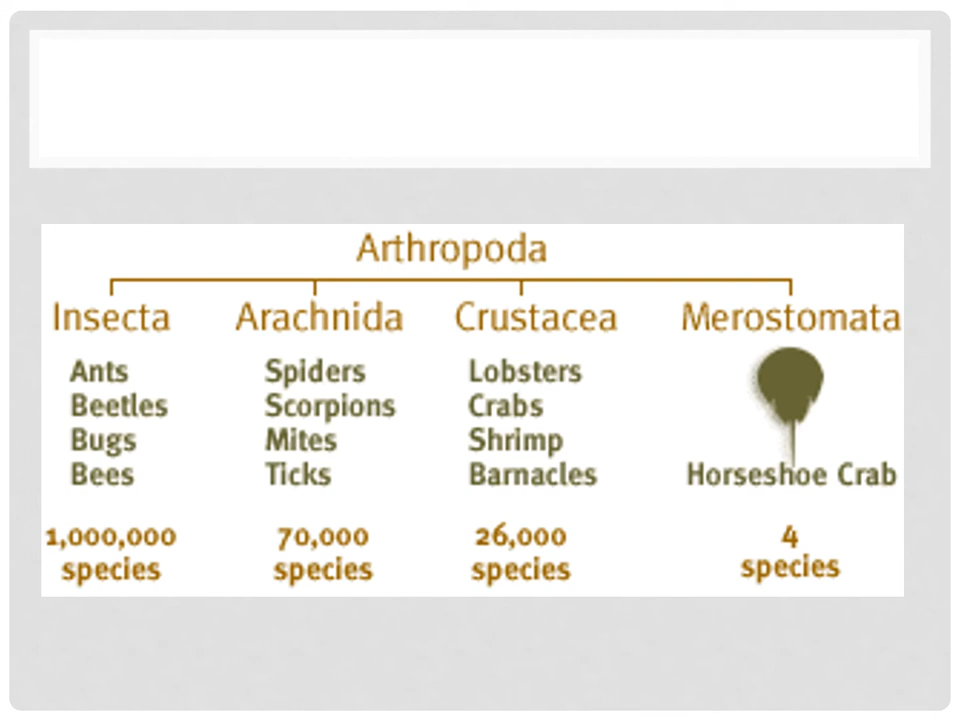 Arthropoda
Insecta Arachnida Crustacea Merostomata
Ants Spiders Lobsters
Beetles Scorpions Crabs
Bugs Mites Shrimp
Bees Ticks Barnacles Horseshoe Crab
1,000,000 70,000 26,000 4
species species species species